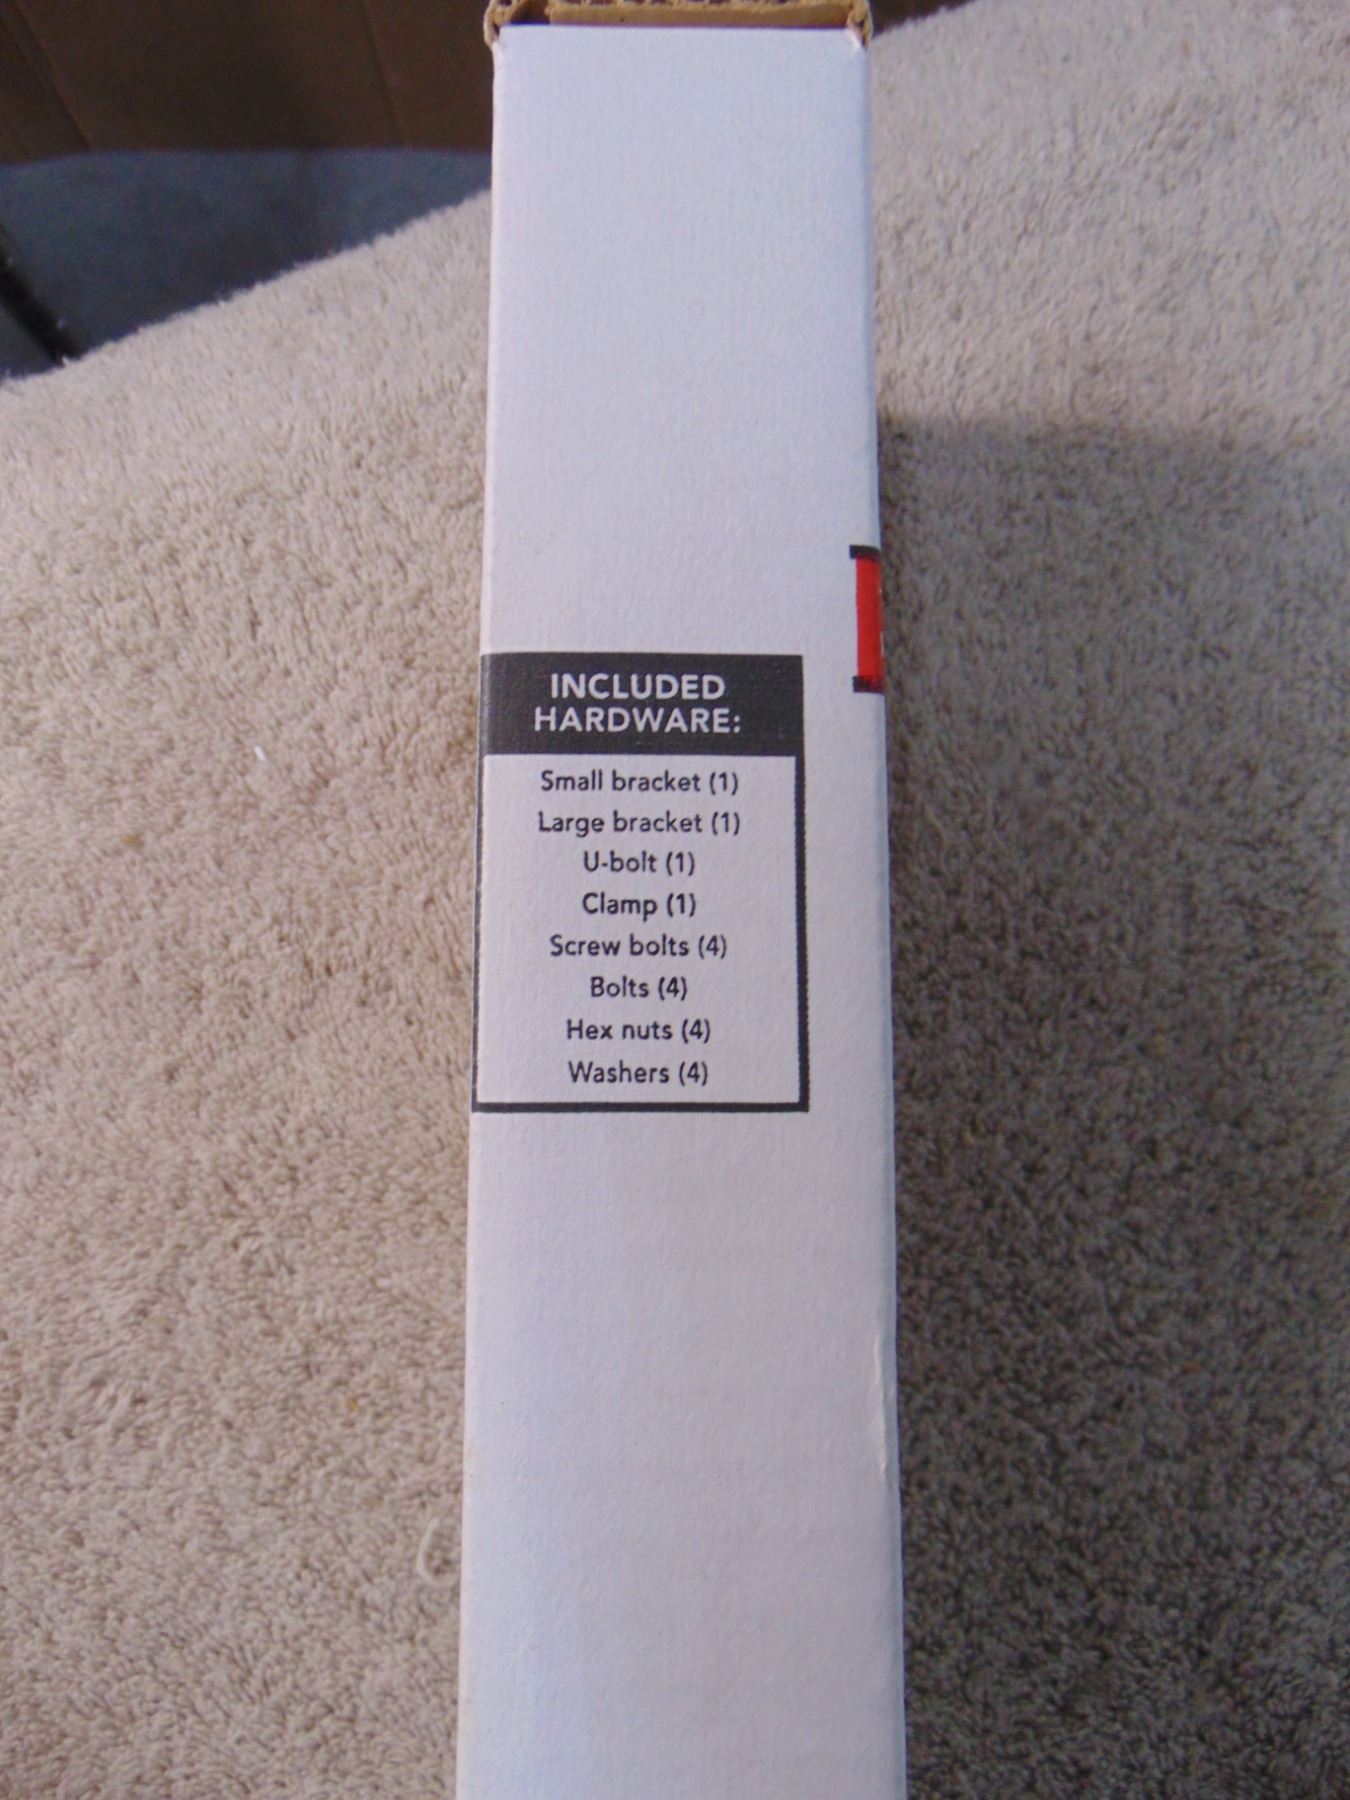 INCLUDED
HARDWARE:
Small bracket (1)
Large bracket (1)
U-bolt (1)
Clamp (1)
Screw bolts (4)
Bolts (4)
Hex nuts (4)
Washers (4)